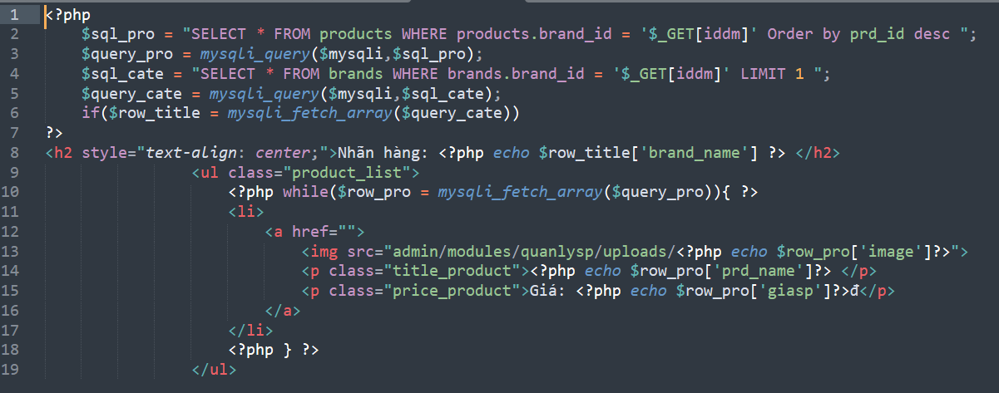 1 <?php
2 $sql_pro = "SELECT * FROM products WHERE products.brand_id = '$_GET[iddm]' Order by prd_id desc ";
3 $query_pro = mysqli_query($mysqli,$sql_pro);
4 $sql_cate = "SELECT * FROM brands WHERE brands.brand_id = '$_GET[iddm]' LIMIT 1 ";
5 $query_cate = mysqli_query($mysqli,$sql_cate);
6 if($row_title = mysqli_fetch_array($query_cate))
7 ?>
8 <h2 style="text-align: center;">Nhãn hàng: <?php echo $row_title['brand_name'] ?> </h2>
9 <ul class="product_list">
10 <?php while($row_pro = mysqli_fetch_array($query_pro)){ ?>
11 <li>
12 <a href="">
13 <img src="admin/modules/quanlysp/uploads/<?php echo $row_pro['image']?>">
14 <p class="title_product"><?php echo $row_pro['prd_name']?> </p>
15 <p class="price_product">Giá: <?php echo $row_pro['giasp']?>đ</p>
16 </a>
17 </li>
18 <?php } ?>
19 </ul>